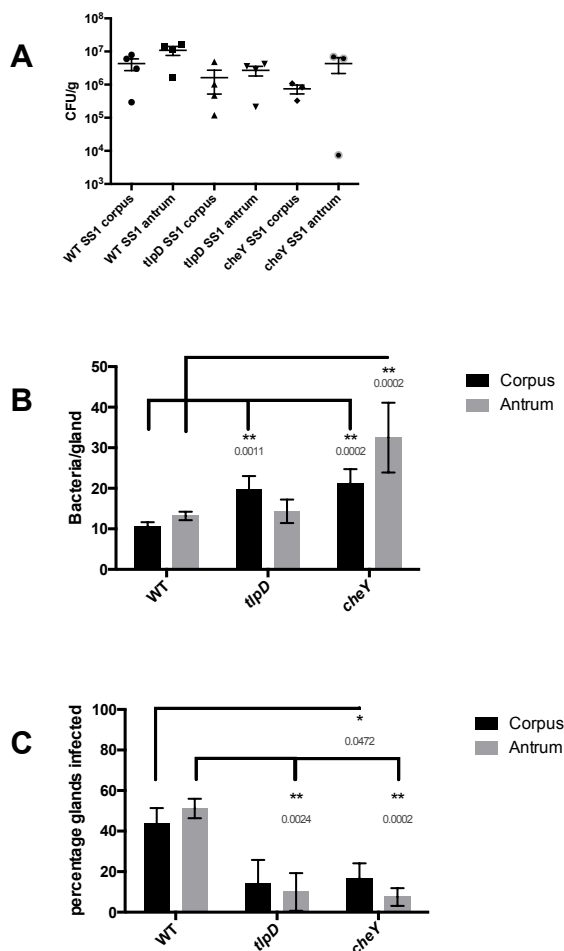 A
CFU/g
10⁸
10⁷
10⁶
10⁵
10⁴
10³
WT SS1 corpus
WT SS1 antrum
tlpD SS1 corpus
tlpD SS1 antrum
cheY SS1 corpus
cheY SS1 antrum
B
Bacteria/gland
50
40
30
20
10
0
**
0.0011
**
0.0002
**
0.0002
WT
tlpD
cheY
Corpus
Antrum
C
percentage glands infected
100
80
60
40
20
0
*
0.0472
**
0.0024
**
0.0002
WT
tlpD
cheY
Corpus
Antrum